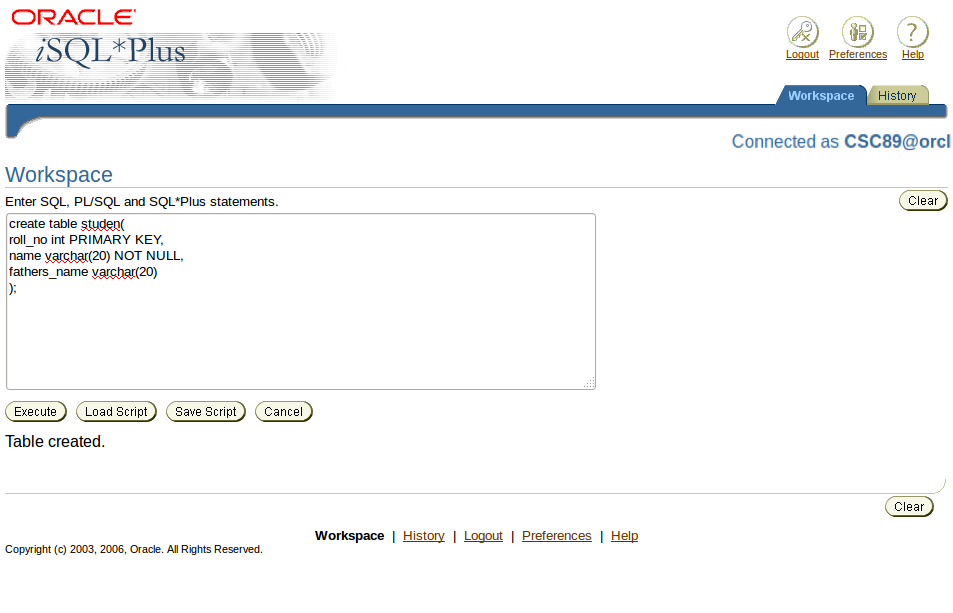 ORACLE
iSQL*Plus
Logout Preferences Help
Workspace History
Connected as CSC89@orcl
Workspace
Enter SQL, PL/SQL and SQL*Plus statements.
Clear
create table studen(
roll_no int PRIMARY KEY,
name varchar(20) NOT NULL,
fathers_name varchar(20)
);
Execute Load Script Save Script Cancel
Table created.
Clear
Workspace | History | Logout | Preferences | Help
Copyright (c) 2003, 2006, Oracle. All Rights Reserved.